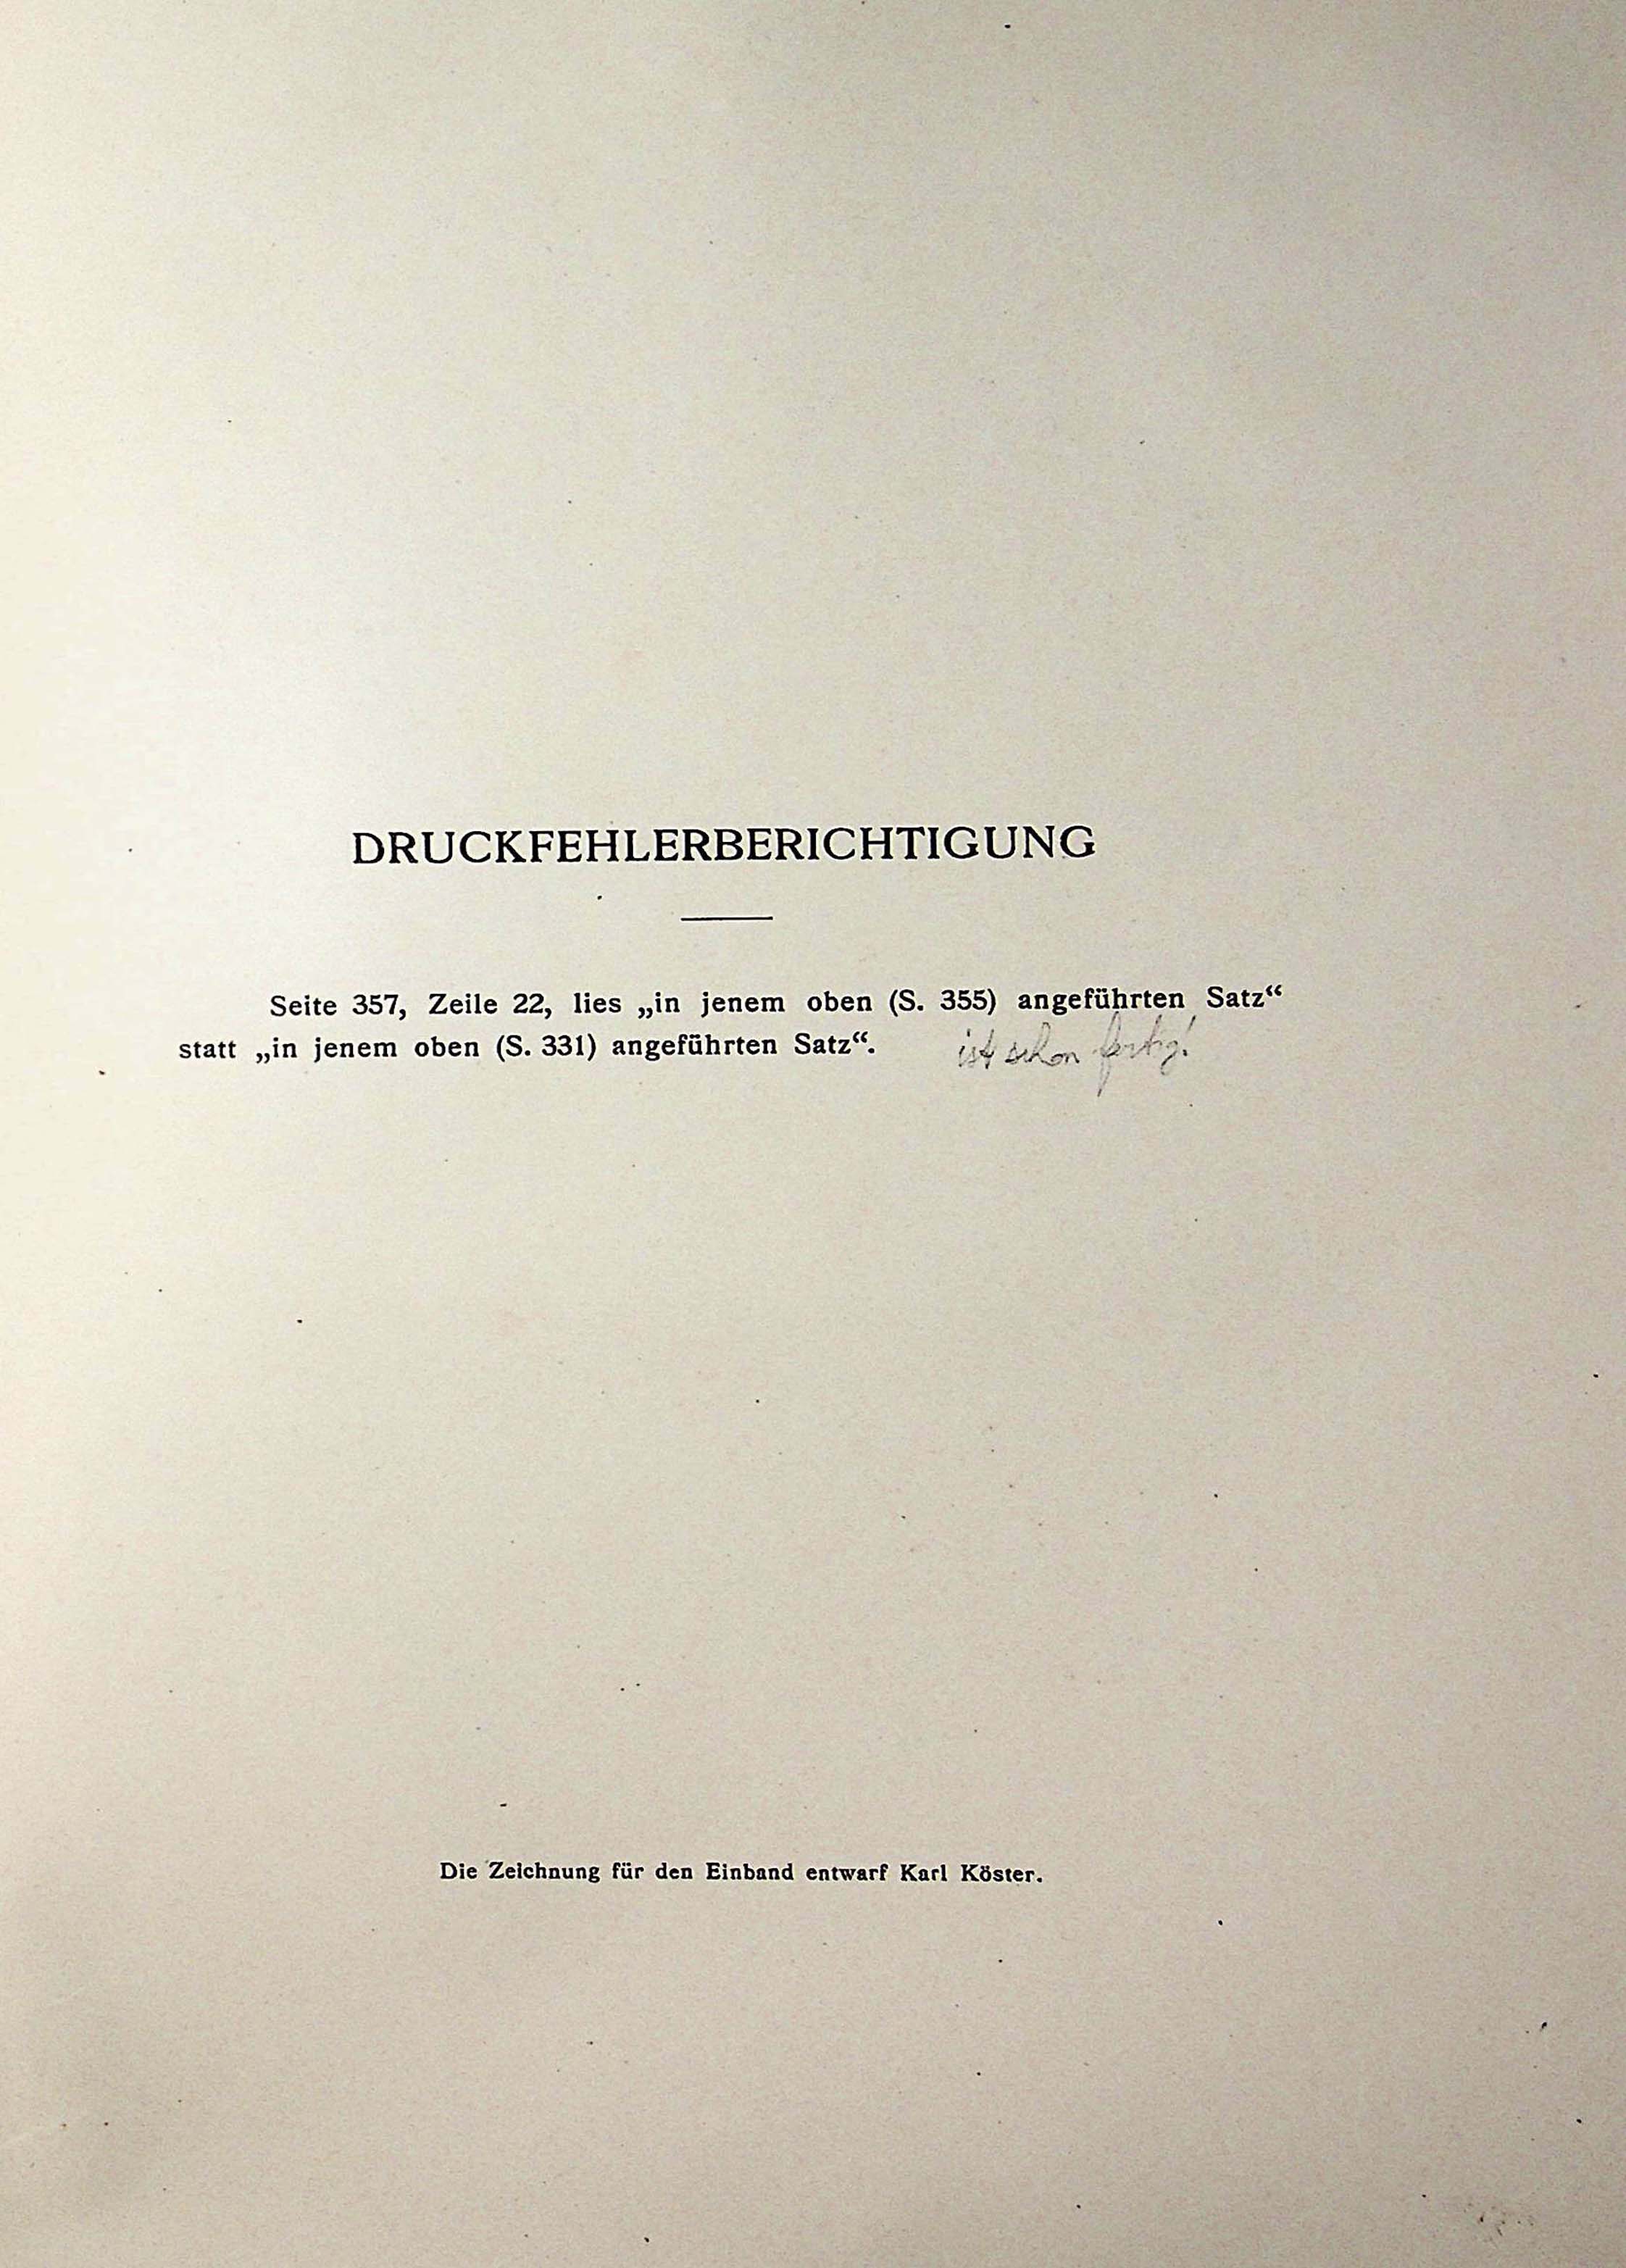 DRUCKFEHLERBERICHTIGUNG
Seite 357, Zeile 22, lies „in jenem oben (S. 355) angeführten Satz“
statt „in jenem oben (S. 331) angeführten Satz“. ist schon fertig!
Die Zeichnung für den Einband entwarf Karl Köster.